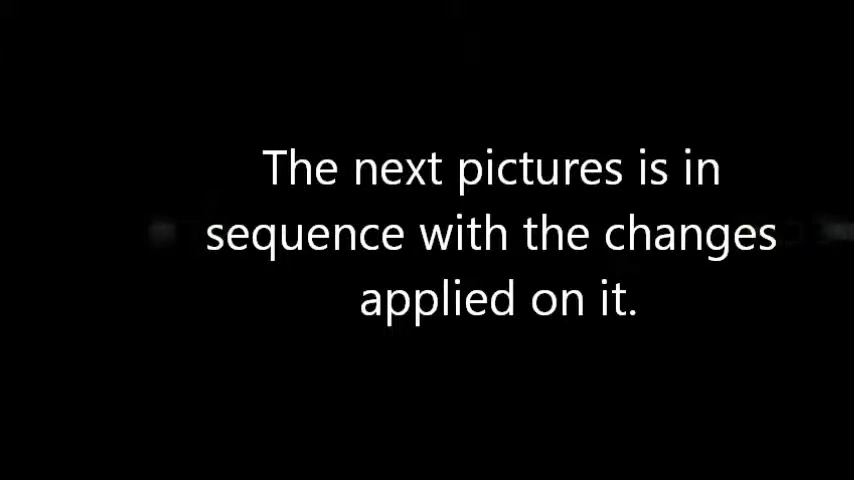 The next pictures is in
sequence with the changes
applied on it.